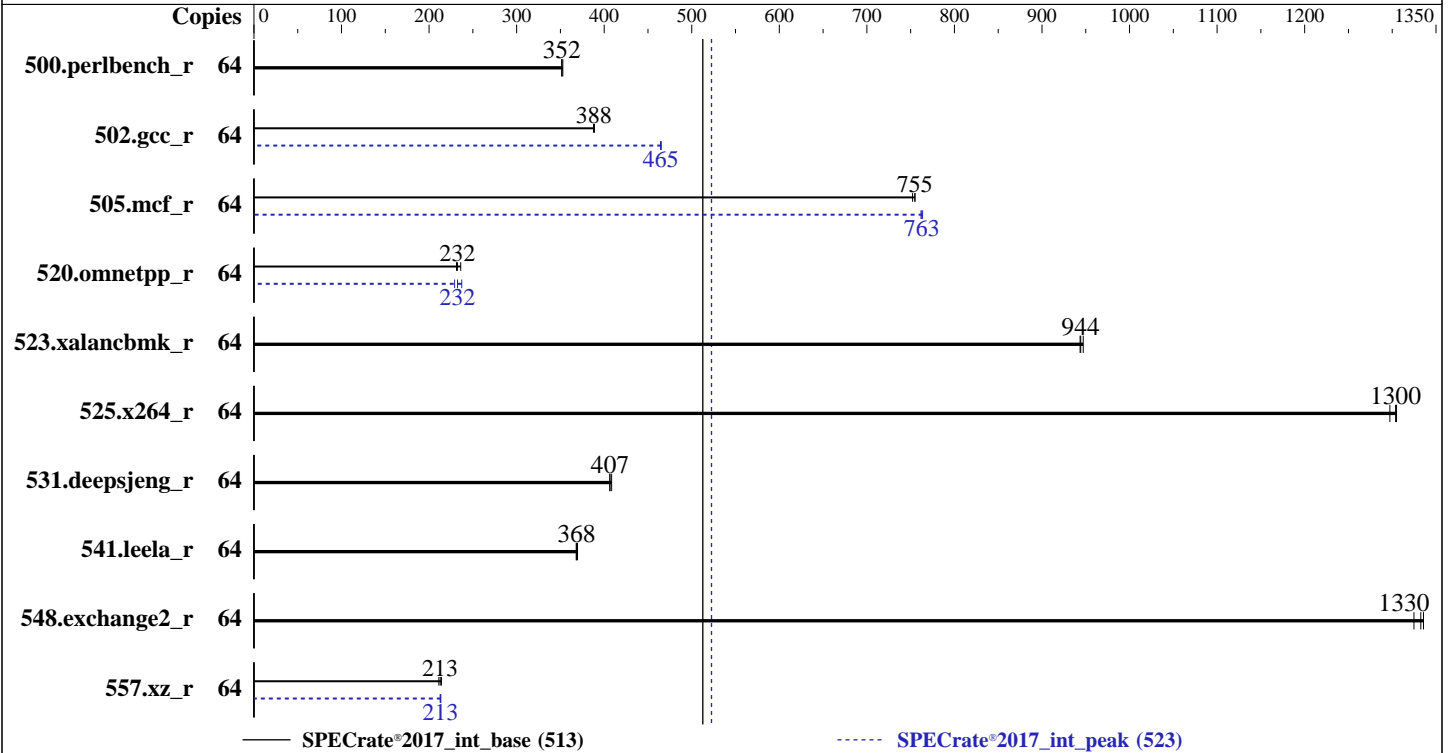 Copies 0 100 200 300 400 500 600 700 800 900 1000 1100 1200 1350
500.perlbench_r 64 352
502.gcc_r 64 388
465
505.mcf_r 64 755
763
520.omnetpp_r 64 232
232
523.xalancbmk_r 64 944
525.x264_r 64 1300
531.deepsjeng_r 64 407
541.leela_r 64 368
548.exchange2_r 64 1330
557.xz_r 64 213
213
SPECrate®2017_int_base (513) SPECrate®2017_int_peak (523)